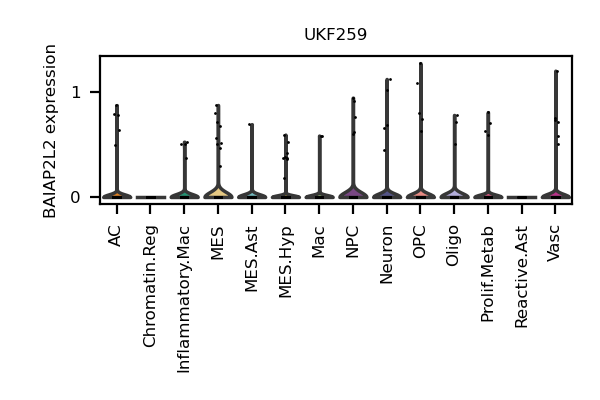 UKF259
BAIAP2L2 expression
1
0
AC
Chromatin.Reg
Inflammatory.Mac
MES
MES.Ast
MES.Hyp
Mac
NPC
Neuron
OPC
Oligo
Prolif.Metab
Reactive.Ast
Vasc